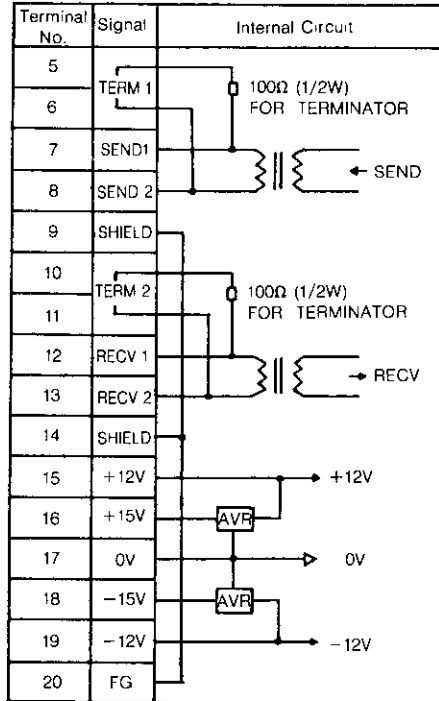 Terminal No. Signal Internal Circuit
5
TERM 1 100Ω (1/2W)
6 FOR TERMINATOR
7 SEND1
← SEND
8 SEND 2
9 SHIELD
10
TERM 2 100Ω (1/2W)
11 FOR TERMINATOR
12 RECV 1
→ RECV
13 RECV 2
14 SHIELD
15 +12V +12V
16 +15V AVR
17 0V 0V
18 −15V AVR
19 −12V −12V
20 FG